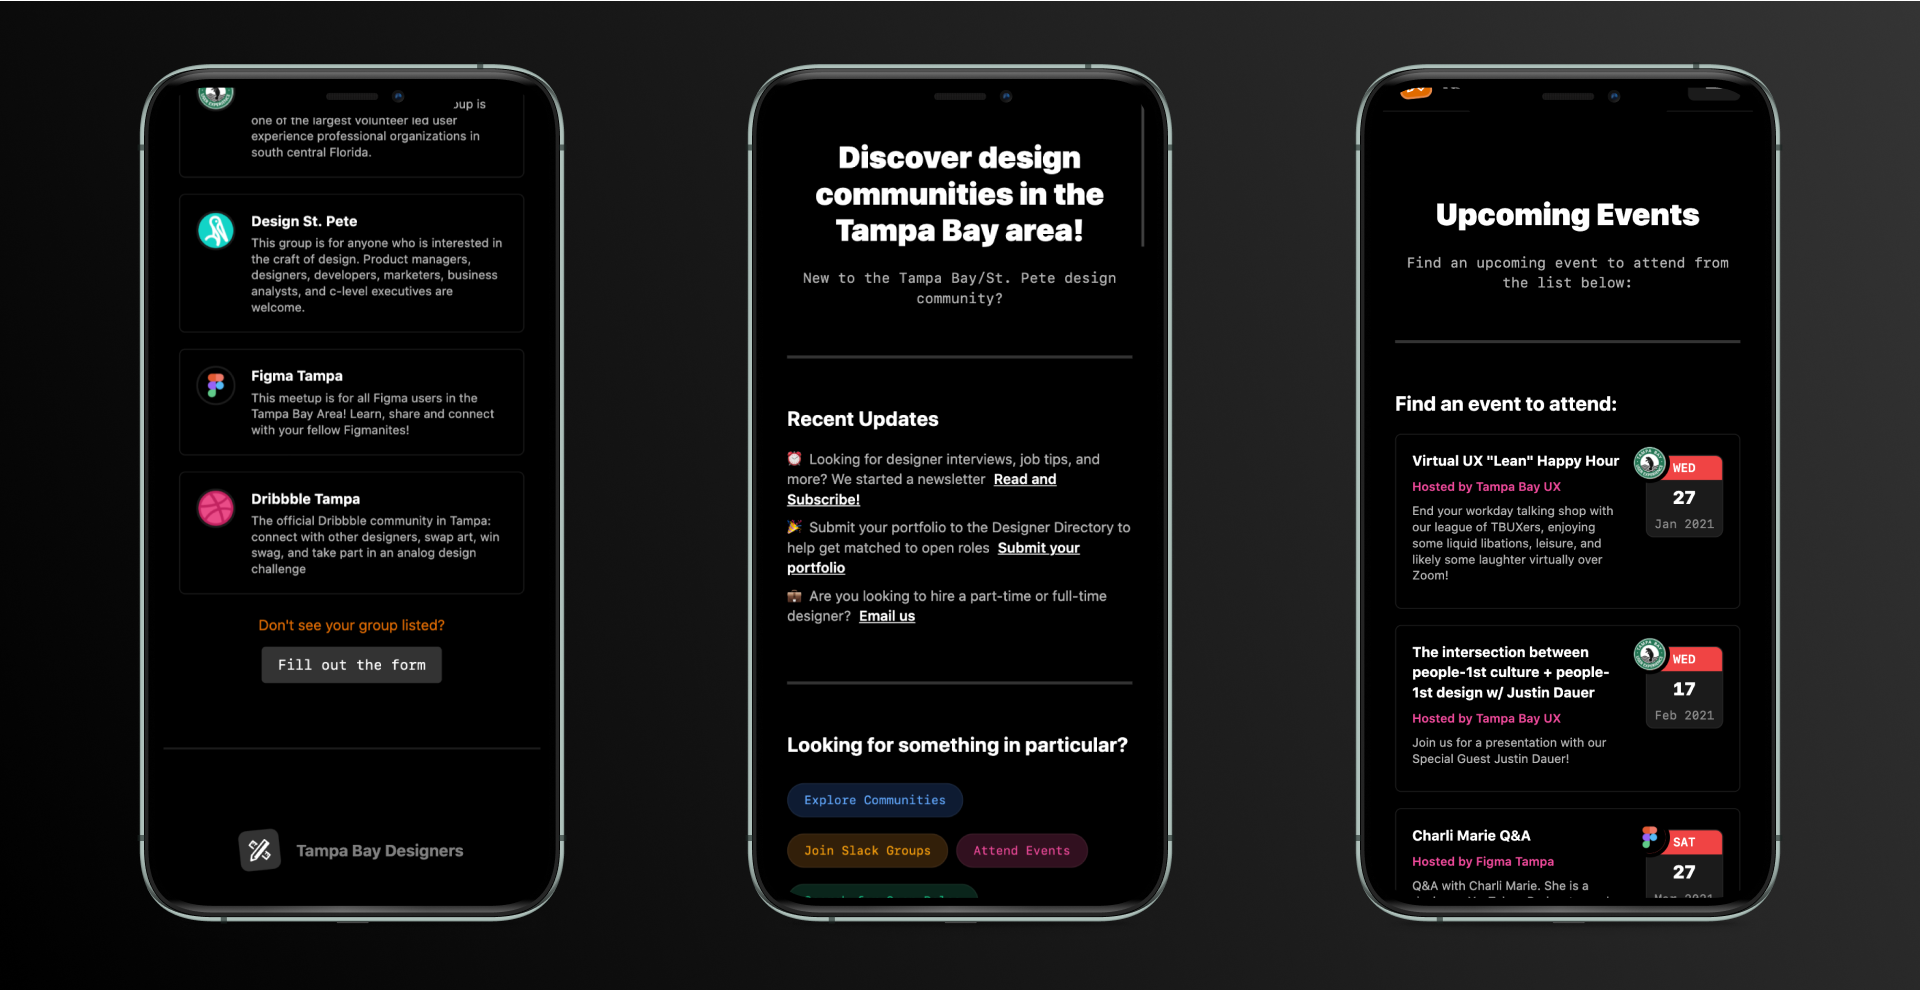 oup is
one of the largest volunteer led user
experience professional organizations in
south central Florida.
Design St. Pete
This group is for anyone who is interested in
the craft of design. Product managers,
designers, developers, marketers, business
analysts, and c-level executives are
welcome.
Figma Tampa
This meetup is for all Figma users in the
Tampa Bay Area! Learn, share and connect
with your fellow Figmanites!
Dribbble Tampa
The official Dribbble community in Tampa:
connect with other designers, swap art, win
swag, and take part in an analog design
challenge
Don't see your group listed?
Fill out the form
Tampa Bay Designers
Discover design
communities in the
Tampa Bay area!
New to the Tampa Bay/St. Pete design
community?
Recent Updates
⏰ Looking for designer interviews, job tips, and
more? We started a newsletter Read and
Subscribe!
🎉 Submit your portfolio to the Designer Directory to
help get matched to open roles Submit your
portfolio
💼 Are you looking to hire a part-time or full-time
designer? Email us
Looking for something in particular?
Explore Communities
Join Slack Groups Attend Events
Upcoming Events
Find an upcoming event to attend from
the list below:
Find an event to attend:
Virtual UX "Lean" Happy Hour
Hosted by Tampa Bay UX
End your workday talking shop with
our league of TBUXers, enjoying
some liquid libations, leisure, and
likely some laughter virtually over
Zoom!
WED
27
Jan 2021
The intersection between
people-1st culture + people-
1st design w/ Justin Dauer
Hosted by Tampa Bay UX
Join us for a presentation with our
Special Guest Justin Dauer!
WED
17
Feb 2021
Charli Marie Q&A
Hosted by Figma Tampa
Q&A with Charli Marie. She is a
SAT
27
Mar 2021